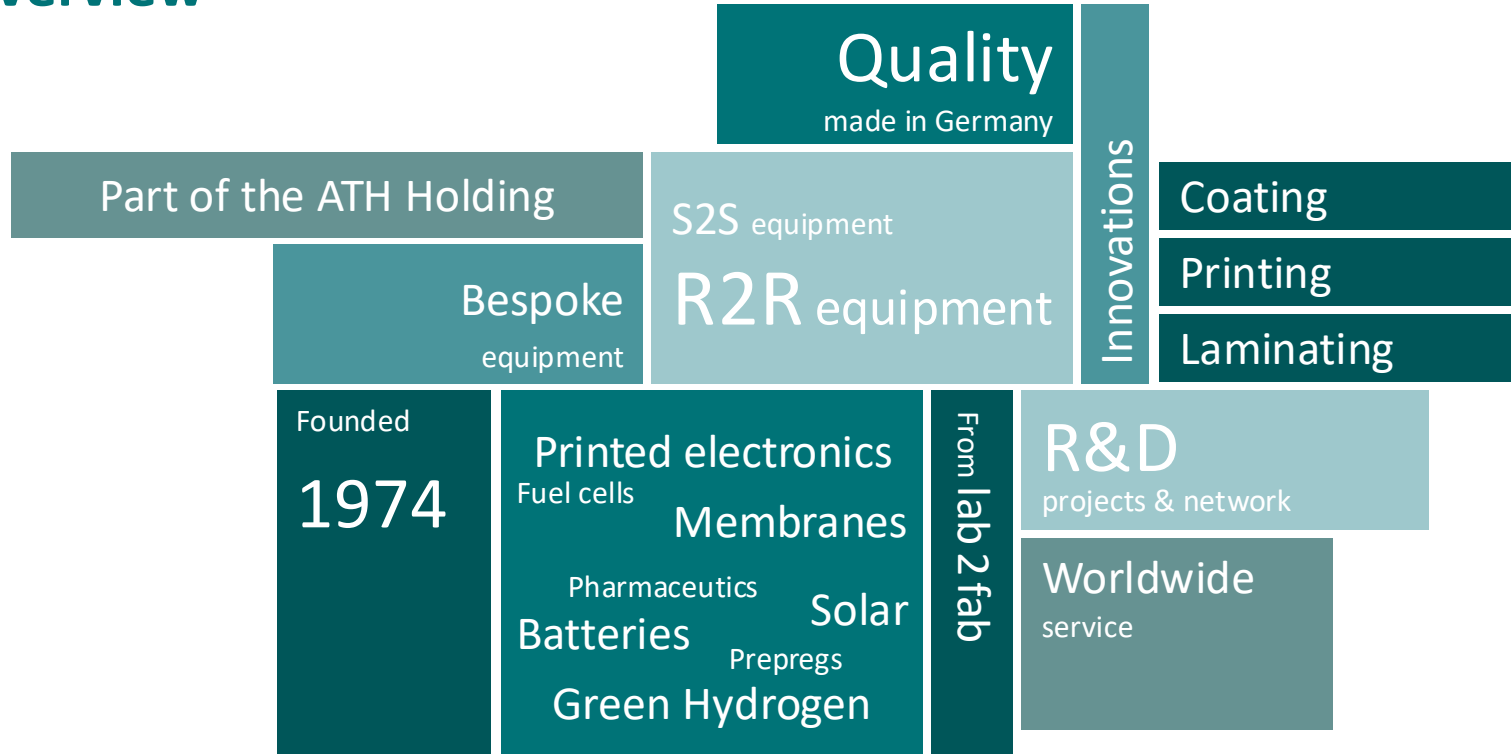 Quality
made in Germany
Part of the ATH Holding
S2S equipment
R2R equipment
Innovations
Coating
Printing
Laminating
Bespoke
equipment
Founded
1974
Printed electronics
Fuel cells
Membranes
Pharmaceutics
Solar
Batteries
Prepregs
Green Hydrogen
From lab 2 fab
R&D
projects & network
Worldwide
service